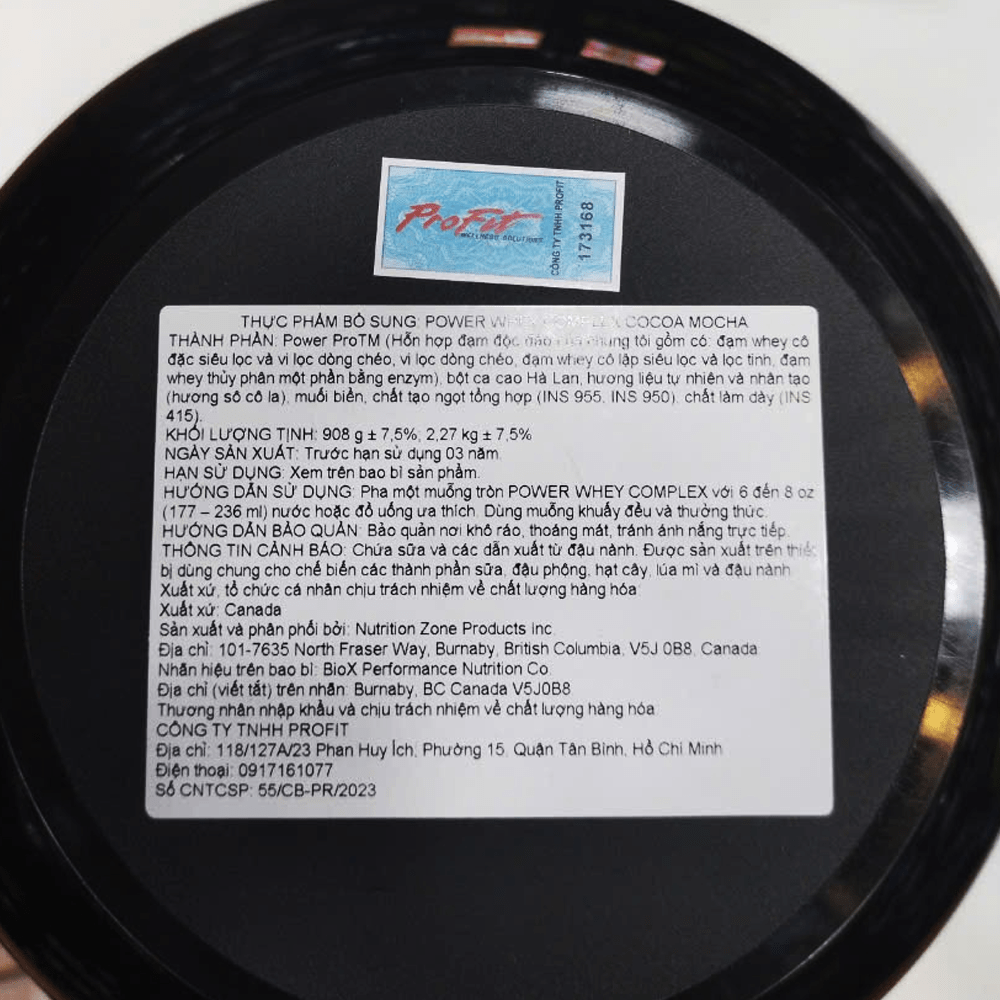 ProFit
WELLNESS SOLUTIONS
CÔNG TY TNHH PROFIT
173168
THỰC PHẨM BỔ SUNG: POWER WHEY COMPLEX COCOA MOCHA
THÀNH PHẦN: Power ProTM (Hỗn hợp đạm độc đáo của chúng tôi gồm có: đạm whey cô
đặc siêu lọc và vi lọc dòng chéo, vi lọc dòng chéo, đạm whey cô lập siêu lọc và lọc tinh, đạm
whey thủy phân một phần bằng enzym), bột ca cao Hà Lan, hương liệu tự nhiên và nhân tạo
(hương sô cô la), muối biển, chất tạo ngọt tổng hợp (INS 955, INS 950), chất làm dày (INS
415).
KHỐI LƯỢNG TỊNH: 908 g ± 7,5%; 2,27 kg ± 7,5%
NGÀY SẢN XUẤT: Trước hạn sử dụng 03 năm.
HẠN SỬ DỤNG: Xem trên bao bì sản phẩm.
HƯỚNG DẪN SỬ DỤNG: Pha một muỗng tròn POWER WHEY COMPLEX với 6 đến 8 oz
(177 – 236 ml) nước hoặc đồ uống ưa thích. Dùng muỗng khuấy đều và thưởng thức.
HƯỚNG DẪN BẢO QUẢN: Bảo quản nơi khô ráo, thoáng mát, tránh ánh nắng trực tiếp.
THÔNG TIN CẢNH BÁO: Chứa sữa và các dẫn xuất từ đậu nành. Được sản xuất trên thiết
bị dùng chung cho chế biến các thành phần sữa, đậu phộng, hạt cây, lúa mì và đậu nành
Xuất xứ, tổ chức cá nhân chịu trách nhiệm về chất lượng hàng hóa:
Xuất xứ: Canada
Sản xuất và phân phối bởi: Nutrition Zone Products Inc.
Địa chỉ: 101-7635 North Fraser Way, Burnaby, British Columbia, V5J 0B8, Canada
Nhãn hiệu trên bao bì: BioX Performance Nutrition Co.
Địa chỉ (viết tắt) trên nhãn: Burnaby, BC Canada V5J0B8
Thương nhân nhập khẩu và chịu trách nhiệm về chất lượng hàng hóa
CÔNG TY TNHH PROFIT
Địa chỉ: 118/127A/23 Phan Huy Ích, Phường 15, Quận Tân Bình, Hồ Chí Minh
Điện thoại: 0917161077
Số CNTCSP: 55/CB-PR/2023